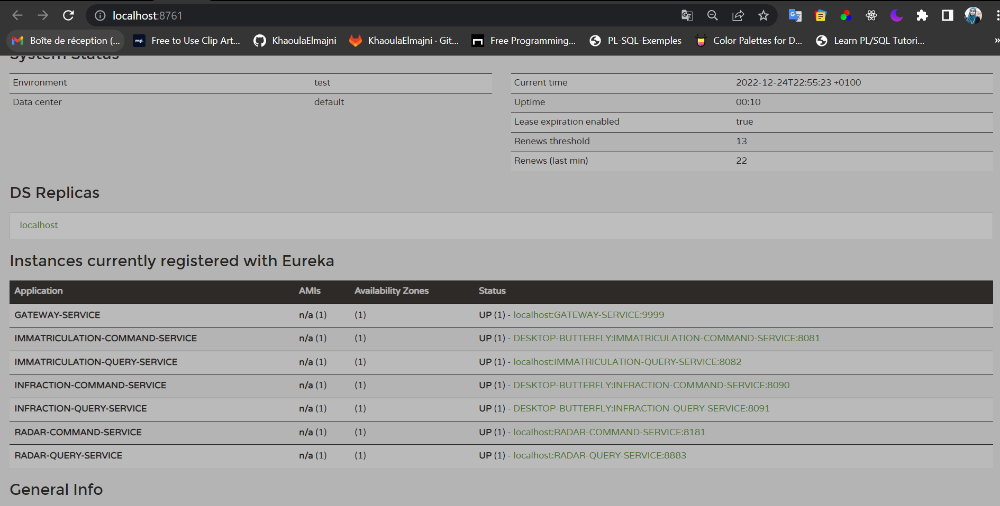 localhost:8761
Boîte de réception (... Free to Use Clip Art... KhaoulaElmajni KhaoulaElmajni · Git... Free Programming... PL-SQL-Exemples Color Palettes for D... Learn PL/SQL Tutori... »
System Status
Environment test
Data center default
Current time 2022-12-24T22:55:23 +0100
Uptime 00:10
Lease expiration enabled true
Renews threshold 13
Renews (last min) 22
DS Replicas
localhost
Instances currently registered with Eureka
Application AMIs Availability Zones Status
GATEWAY-SERVICE n/a (1) (1) UP (1) - localhost:GATEWAY-SERVICE:9999
IMMATRICULATION-COMMAND-SERVICE n/a (1) (1) UP (1) - DESKTOP-BUTTERFLY:IMMATRICULATION-COMMAND-SERVICE:8081
IMMATRICULATION-QUERY-SERVICE n/a (1) (1) UP (1) - localhost:IMMATRICULATION-QUERY-SERVICE:8082
INFRACTION-COMMAND-SERVICE n/a (1) (1) UP (1) - DESKTOP-BUTTERFLY:INFRACTION-COMMAND-SERVICE:8090
INFRACTION-QUERY-SERVICE n/a (1) (1) UP (1) - DESKTOP-BUTTERFLY:INFRACTION-QUERY-SERVICE:8091
RADAR-COMMAND-SERVICE n/a (1) (1) UP (1) - localhost:RADAR-COMMAND-SERVICE:8181
RADAR-QUERY-SERVICE n/a (1) (1) UP (1) - localhost:RADAR-QUERY-SERVICE:8883
General Info